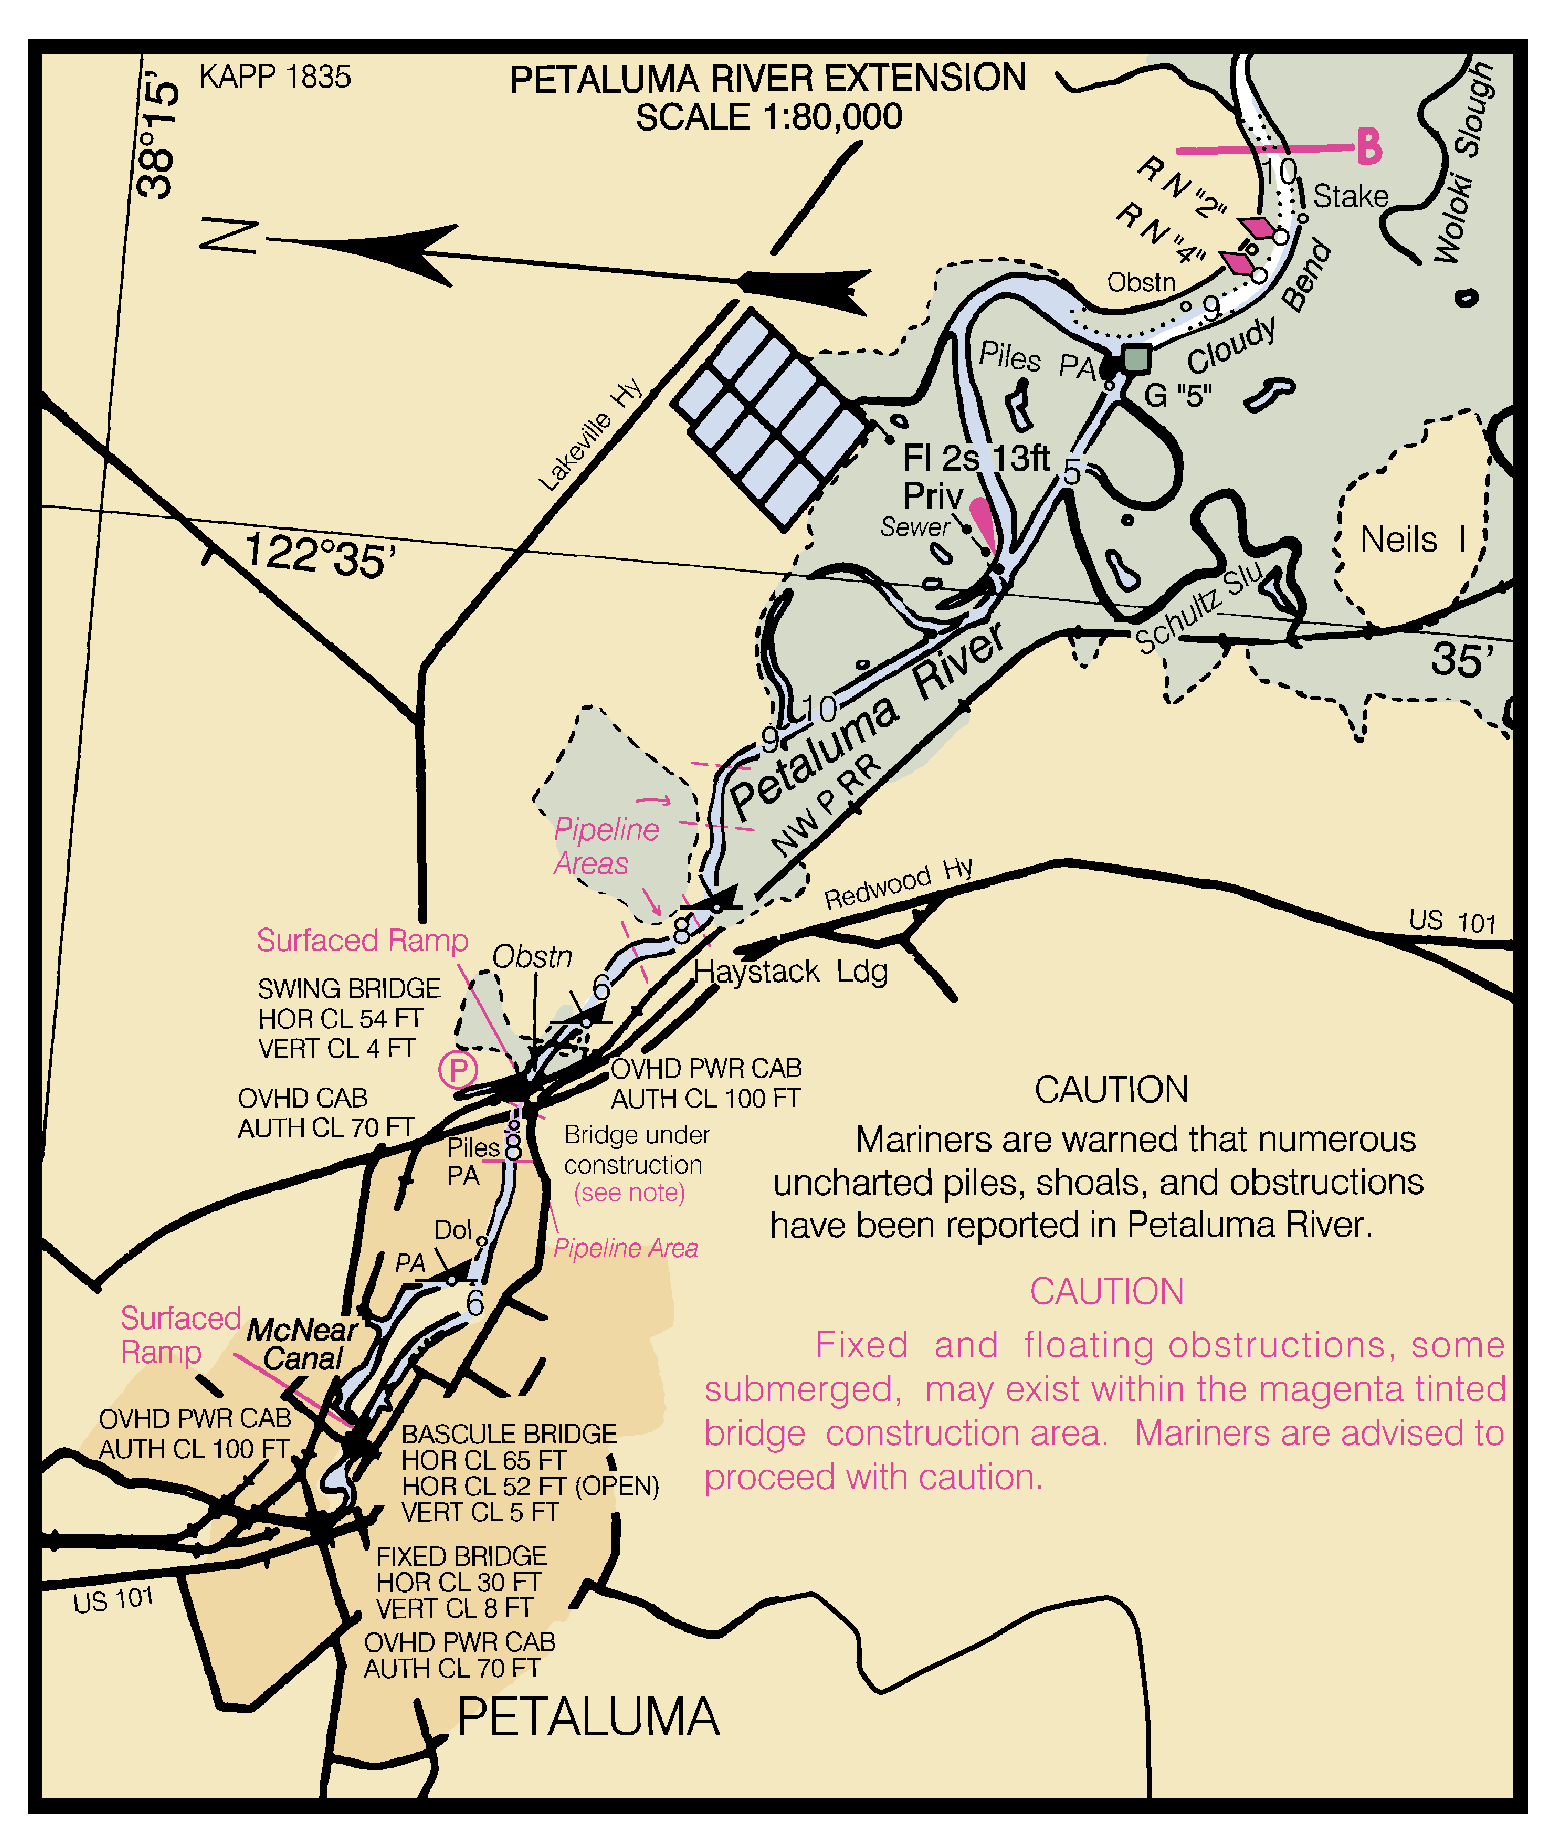 KAPP 1835
PETALUMA RIVER EXTENSION
SCALE 1:80,000
38°15'
N
B
10
R N "2"
Stake
R N "4"
Woloki Slough
Obstn
9
Cloudy Bend
Piles PA
G "5"
Lakeville Hy
Fl 2s 13ft
Priv
5
Sewer
Neils I
122°35'
Schultz Slu
35'
Petaluma River
10
9
NW P RR
Pipeline
Areas
Redwood Hy
US 101
8
Surfaced Ramp
Obstn
Haystack Ldg
6
SWING BRIDGE
HOR CL 54 FT
VERT CL 4 FT
P
OVHD PWR CAB
AUTH CL 100 FT
OVHD CAB
AUTH CL 70 FT
Piles
PA
8
Bridge under
construction
(see note)
CAUTION
Mariners are warned that numerous
uncharted piles, shoals, and obstructions
have been reported in Petaluma River.
Dol
PA
Pipeline Area
6
CAUTION
Fixed and floating obstructions, some
submerged, may exist within the magenta tinted
bridge construction area. Mariners are advised to
proceed with caution.
Surfaced
Ramp
McNear
Canal
OVHD PWR CAB
AUTH CL 100 FT
BASCULE BRIDGE
HOR CL 65 FT
HOR CL 52 FT (OPEN)
VERT CL 5 FT
FIXED BRIDGE
HOR CL 30 FT
VERT CL 8 FT
US 101
OVHD PWR CAB
AUTH CL 70 FT
PETALUMA